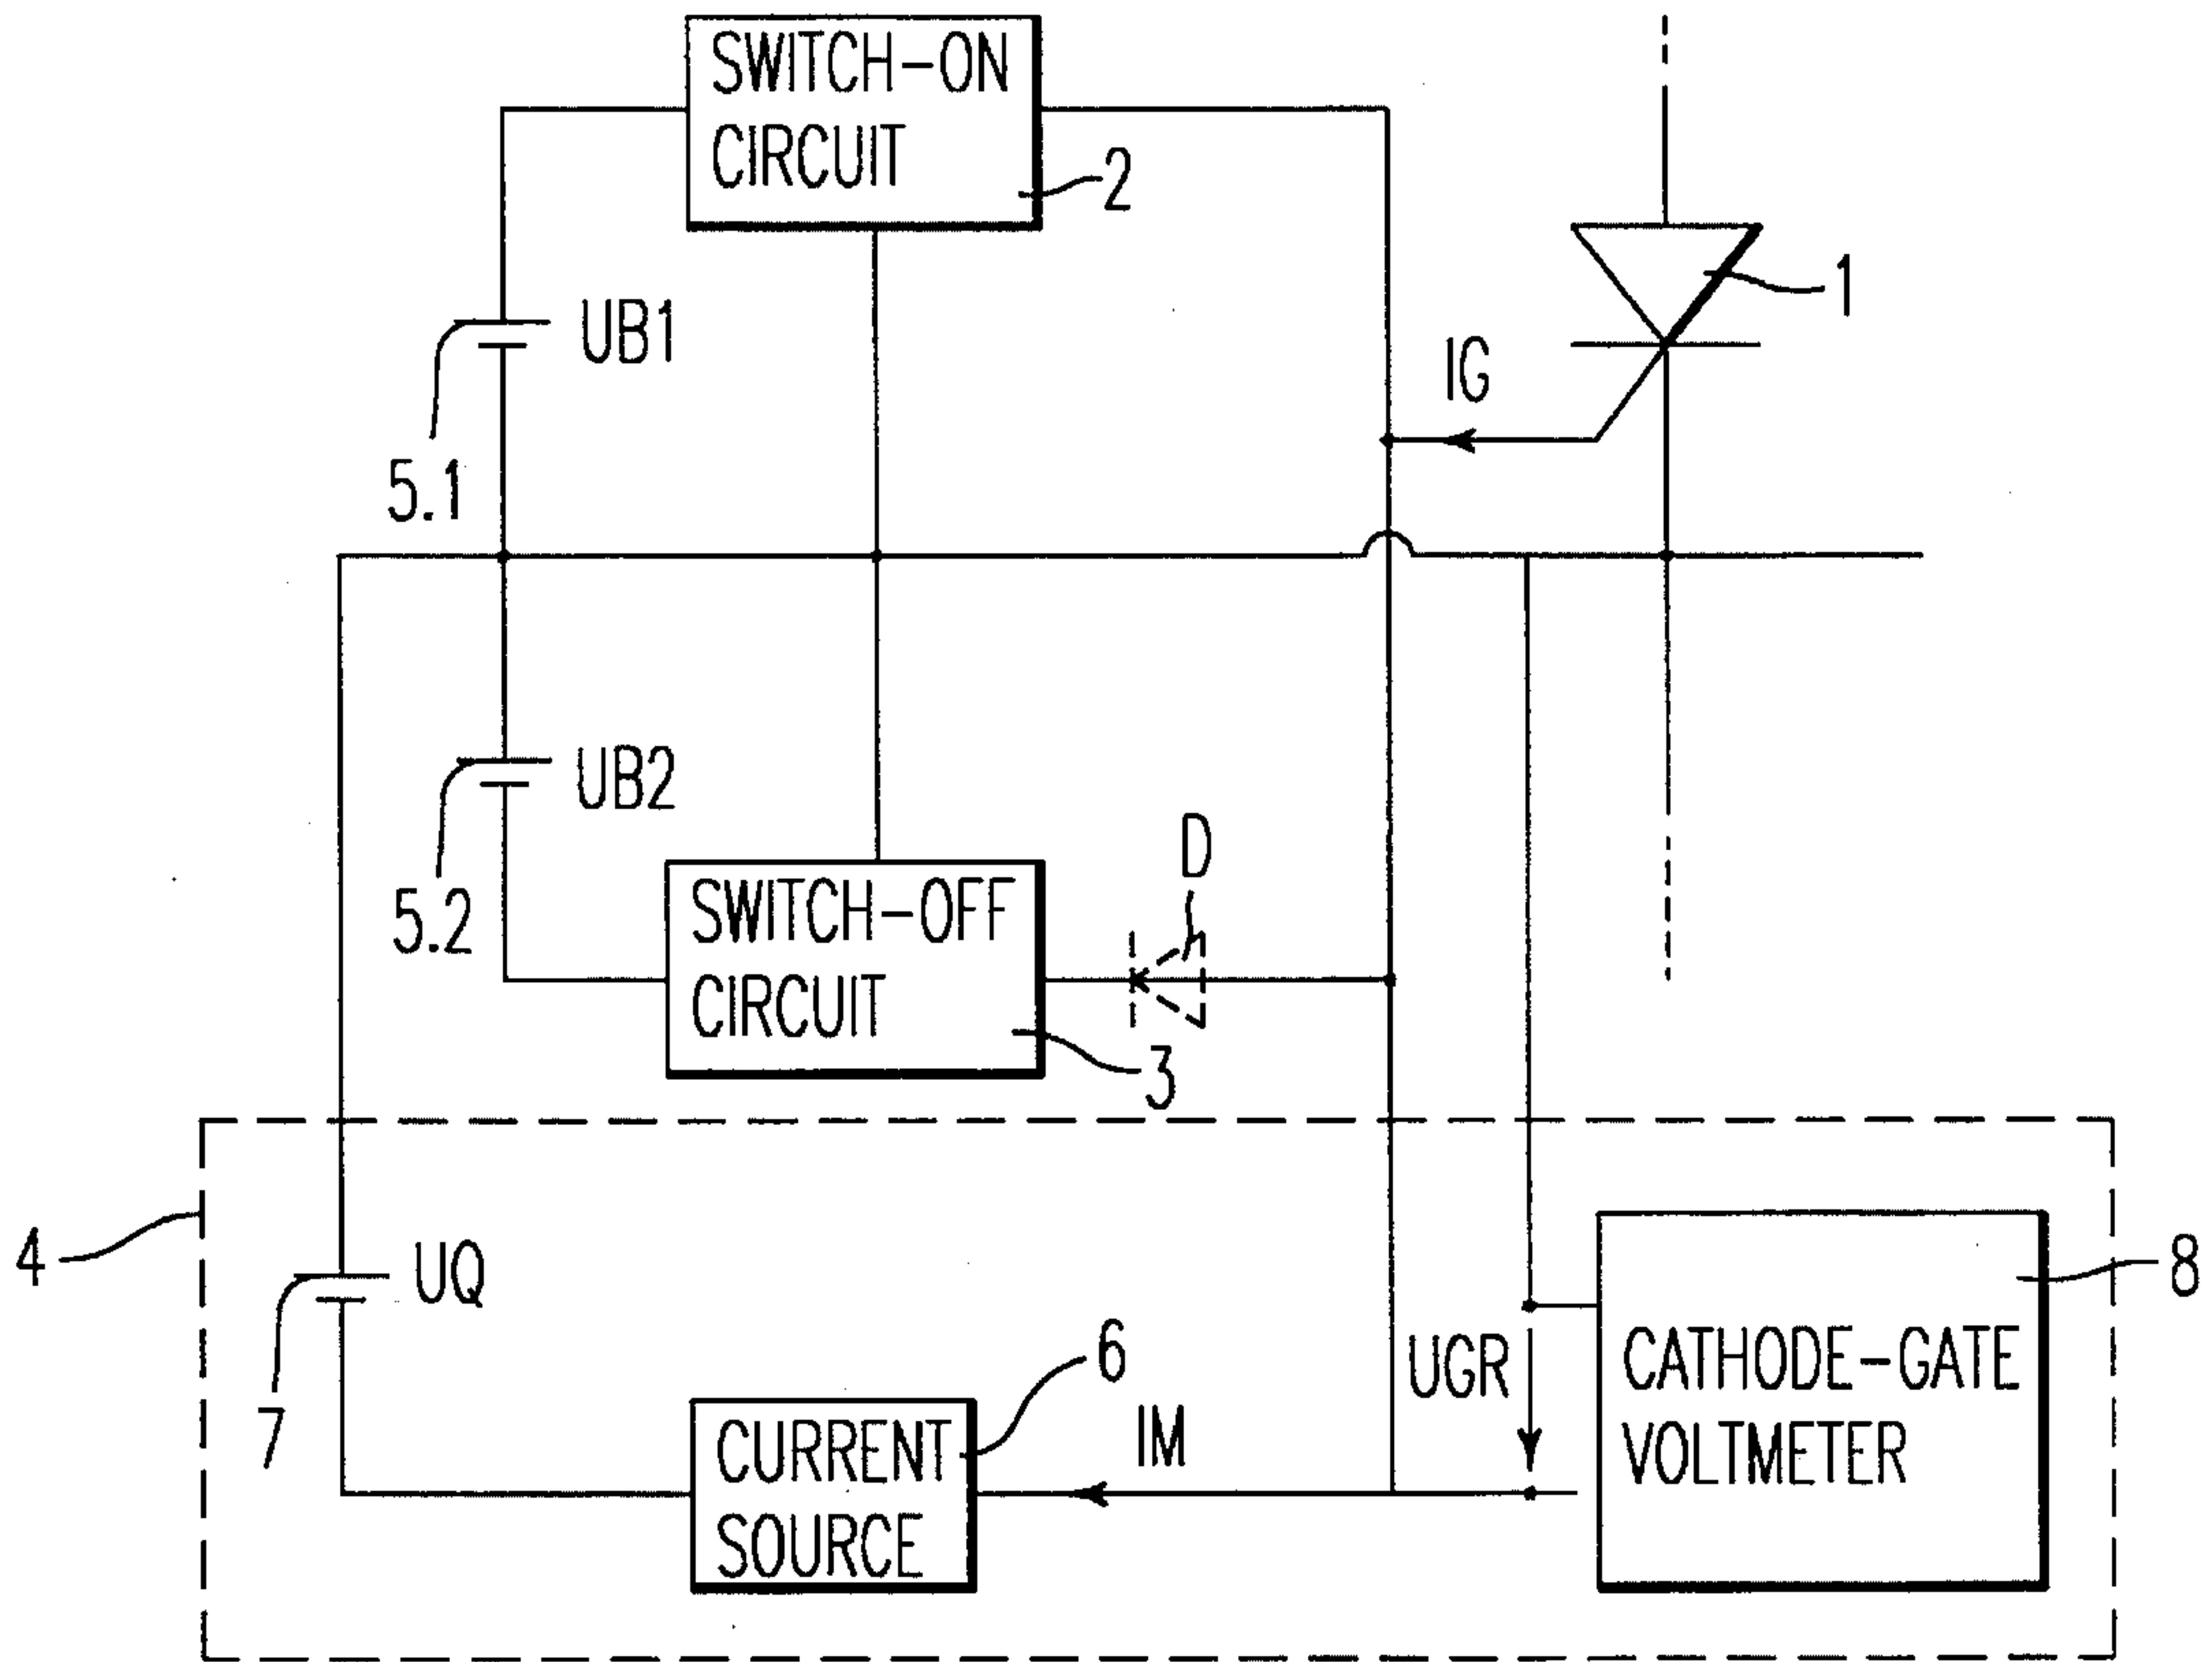 SWITCH-ON
CIRCUIT
2
1
UB1
IG
5.1
UB2
D
5.2
SWITCH-OFF
CIRCUIT
3
4
8
UQ
6
UGR
CATHODE-GATE
VOLTMETER
7
CURRENT
SOURCE
IM